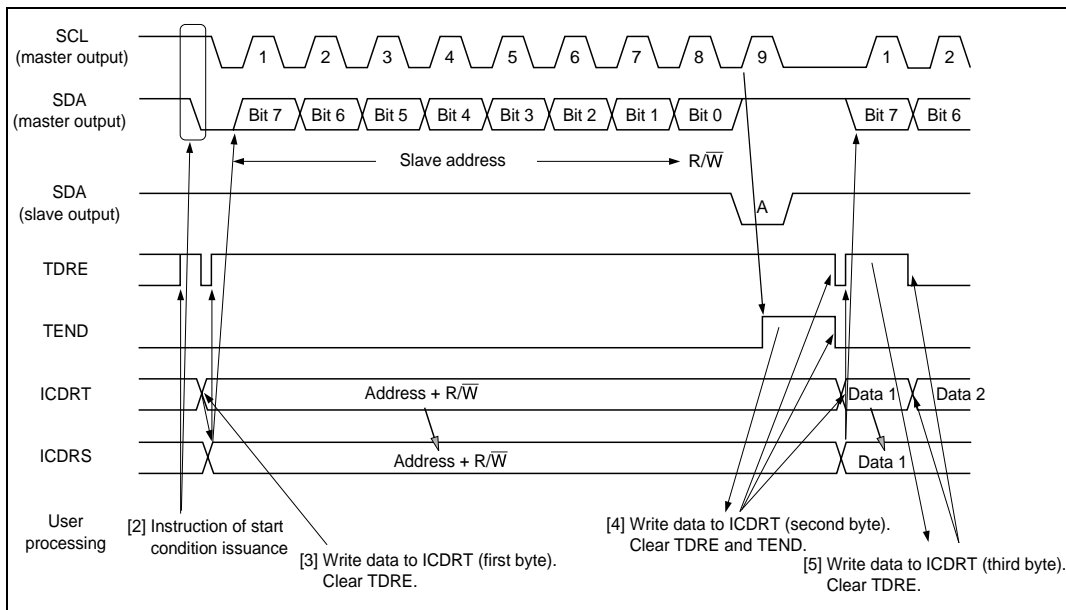 SCL
(master output)
1 2 3 4 5 6 7 8 9 1 2
SDA
(master output)
Bit 7 Bit 6 Bit 5 Bit 4 Bit 3 Bit 2 Bit 1 Bit 0 Bit 7 Bit 6
Slave address R/W̅
SDA
(slave output)
A
TDRE
TEND
ICDRT
Address + R/W̅ Data 1 Data 2
ICDRS
Address + R/W̅ Data 1
User
processing
[2] Instruction of start
condition issuance
[3] Write data to ICDRT (first byte).
Clear TDRE.
[4] Write data to ICDRT (second byte).
Clear TDRE and TEND.
[5] Write data to ICDRT (third byte).
Clear TDRE.